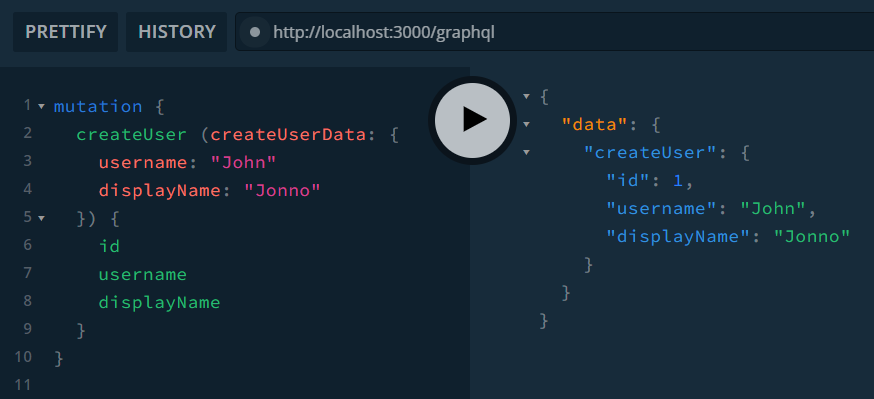 PRETTIFY HISTORY http://localhost:3000/graphql
1 mutation {
2 createUser (createUserData: {
3 username: "John"
4 displayName: "Jonno"
5 }) {
6 id
7 username
8 displayName
9 }
10 }
11
{
"data": {
"createUser": {
"id": 1,
"username": "John",
"displayName": "Jonno"
}
}
}